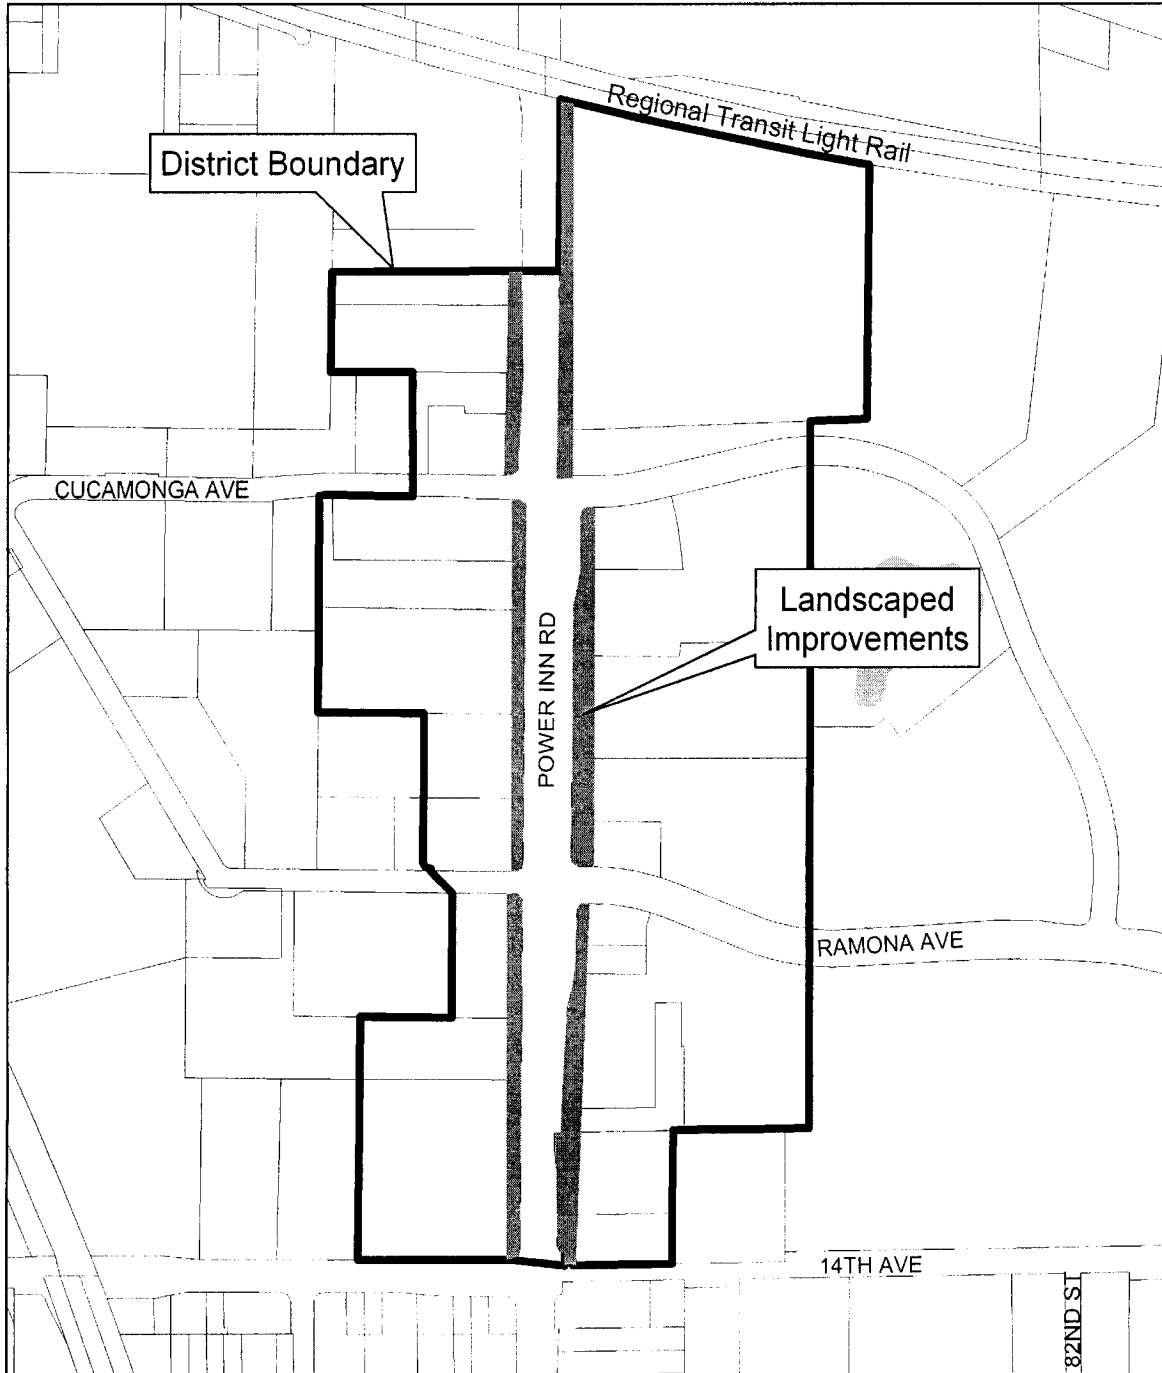 Regional Transit Light Rail
District Boundary
CUCAMONGA AVE
Landscaped
Improvements
POWER INN RD
RAMONA AVE
14TH AVE
82ND ST